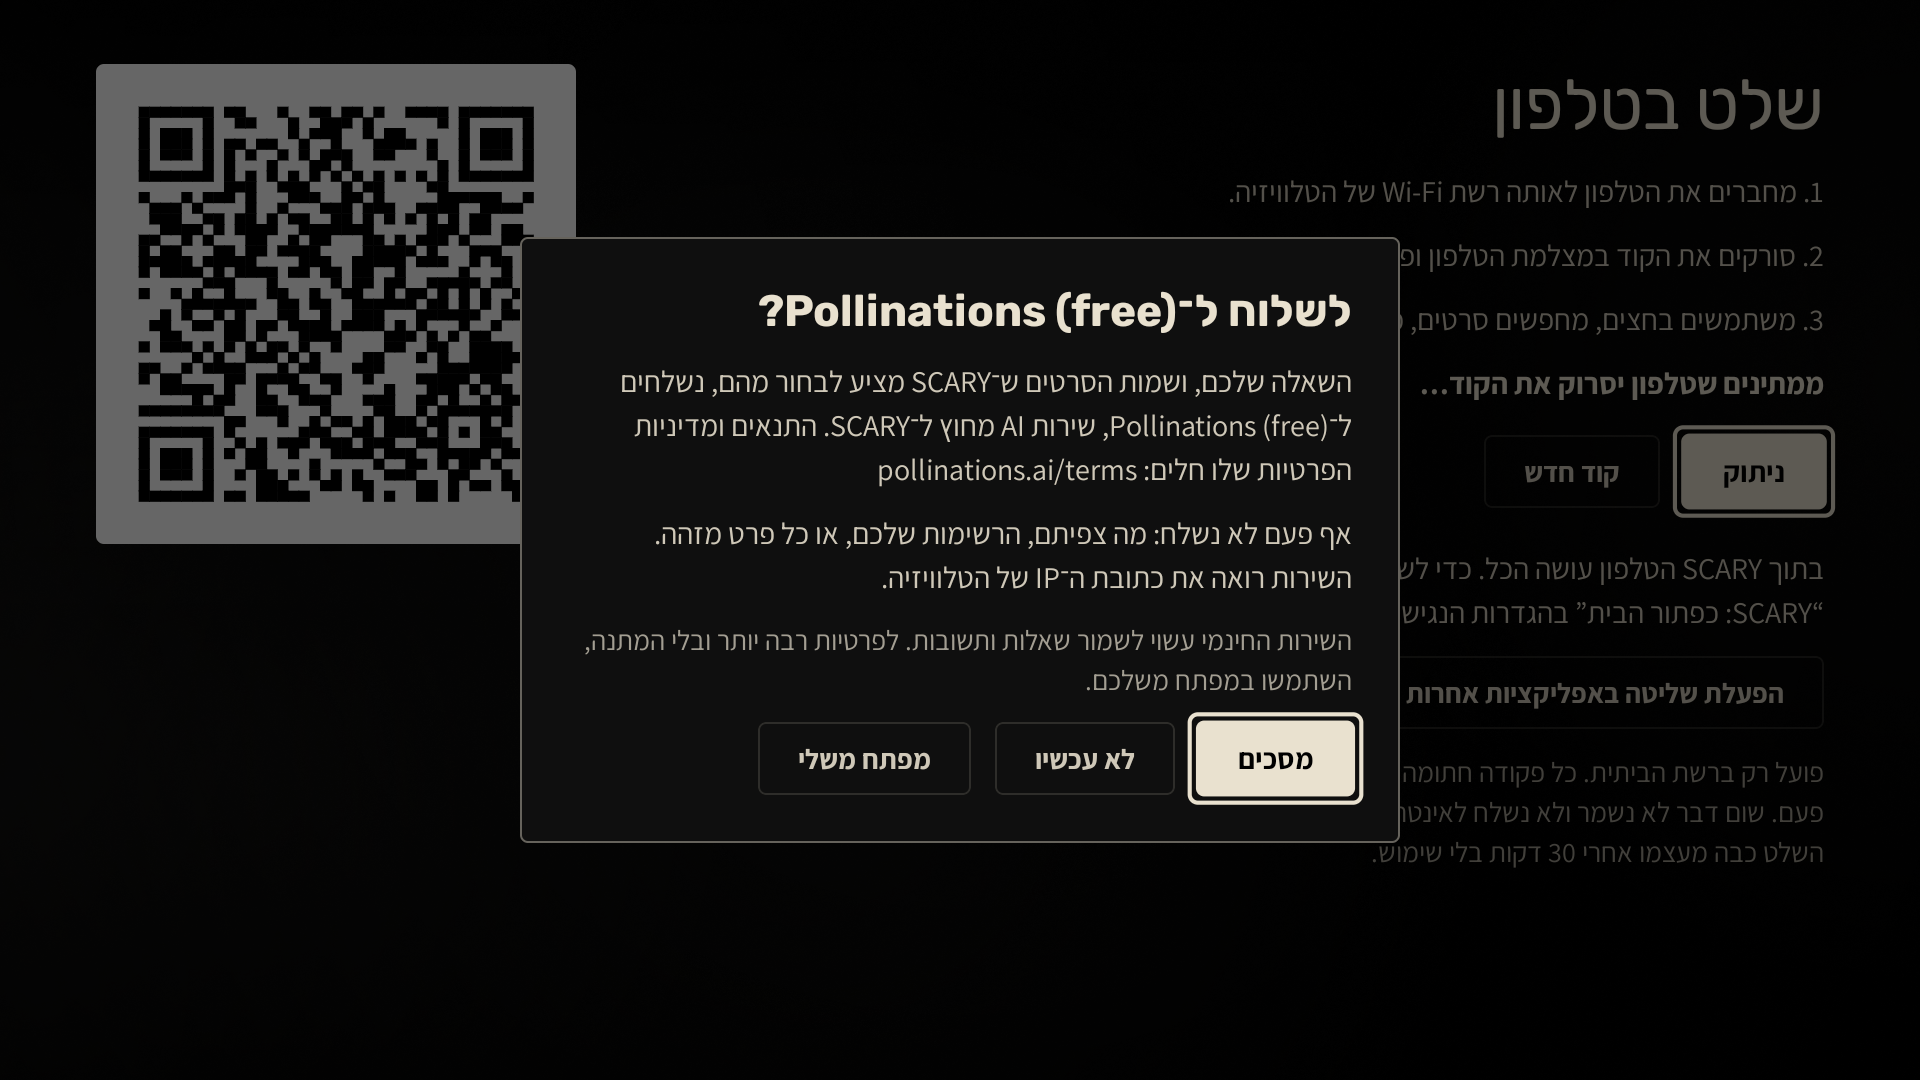 שלט בטלפון
1. מחברים את הטלפון לאותה רשת Wi-Fi של הטלוויזיה.
2. סורקים את הקוד במצלמת הטלפון
3. משתמשים בחצים, מחפשים סרטים,
ממתינים שטלפון יסרוק את הקוד...
ניתוק
קוד חדש
בתוך SCARY הטלפון עושה הכל. כדי
“SCARY: כפתור הבית” בהגדרות
הפעלת שליטה באפליקציות אחרות
פועל רק ברשת הביתית. כל פקודה חתומה
פעם. שום דבר לא נשמר ולא נשלח
השלט כבה מעצמו אחרי 30 דקות בלי שימוש.
לשלוח ל־Pollinations (free)?
השאלה שלכם, ושמות הסרטים ש־SCARY מציע לבחור מהם, נשלחים
ל־Pollinations (free), שירות AI מחוץ ל־SCARY. התנאים ומדיניות
הפרטיות שלו חלים: pollinations.ai/terms
אף פעם לא נשלח: מה צפיתם, הרשימות שלכם, או כל פרט מזהה.
השירות רואה את כתובת ה־IP של הטלוויזיה.
השירות החינמי עשוי לשמור שאלות ותשובות. לפרטיות רבה יותר ובלי המתנה,
השתמשו במפתח משלכם.
מסכים
לא עכשיו
מפתח משלי